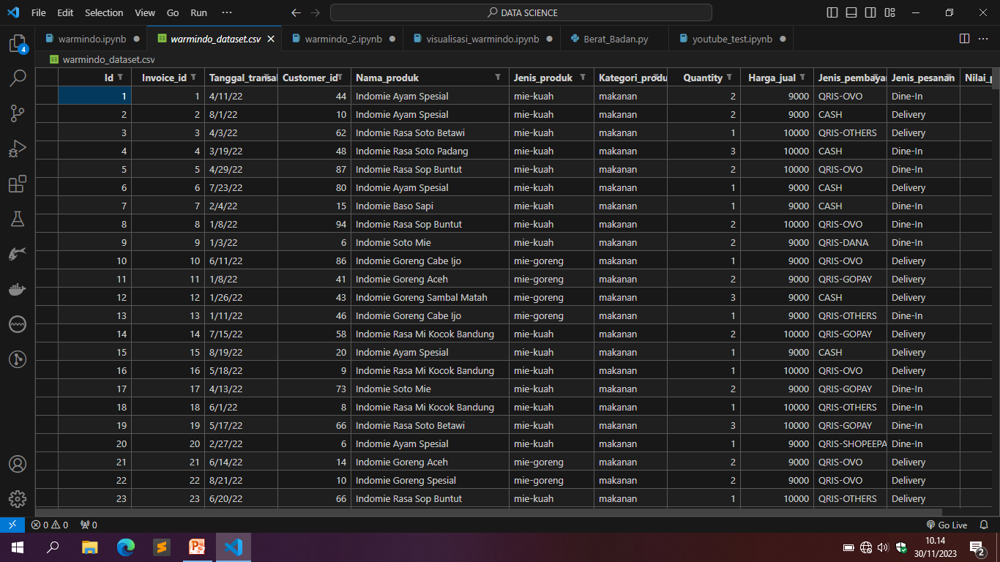 File Edit Selection View Go Run ··· DATA SCIENCE
4
warmindo.ipynb warmindo_dataset.csv warmindo_2.ipynb visualisasi_warmindo.ipynb Berat_Badan.py youtube_test.ipynb
warmindo_dataset.csv
Id Invoice_id Tanggal_transal Customer_id Nama_produk Jenis_produk Kategori_produ Quantity Harga_jual Jenis_pembayar Jenis_pesanan Nilai_p
1 1 4/11/22 44 Indomie Ayam Spesial mie-kuah makanan 2 9000 QRIS-OVO Dine-In
2 2 8/1/22 10 Indomie Ayam Spesial mie-kuah makanan 2 9000 CASH Delivery
3 3 4/3/22 62 Indomie Rasa Soto Betawi mie-kuah makanan 1 10000 QRIS-OTHERS Delivery
4 4 3/19/22 48 Indomie Rasa Soto Padang mie-kuah makanan 3 10000 CASH Dine-In
5 5 4/29/22 87 Indomie Rasa Sop Buntut mie-kuah makanan 2 10000 QRIS-OVO Dine-In
6 6 7/23/22 80 Indomie Ayam Spesial mie-kuah makanan 1 9000 CASH Delivery
7 7 2/4/22 15 Indomie Baso Sapi mie-kuah makanan 1 9000 CASH Dine-In
8 8 1/8/22 94 Indomie Rasa Sop Buntut mie-kuah makanan 2 10000 QRIS-OVO Dine-In
9 9 1/3/22 6 Indomie Soto Mie mie-kuah makanan 2 9000 QRIS-DANA Dine-In
10 10 6/11/22 86 Indomie Goreng Cabe Ijo mie-goreng makanan 1 9000 QRIS-OVO Delivery
11 11 1/8/22 41 Indomie Goreng Aceh mie-goreng makanan 2 9000 QRIS-GOPAY Delivery
12 12 1/26/22 43 Indomie Goreng Sambal Matah mie-goreng makanan 3 9000 CASH Delivery
13 13 1/11/22 46 Indomie Goreng Cabe Ijo mie-goreng makanan 1 9000 QRIS-OTHERS Dine-In
14 14 7/15/22 58 Indomie Rasa Mi Kocok Bandung mie-kuah makanan 2 10000 QRIS-GOPAY Delivery
15 15 8/19/22 20 Indomie Ayam Spesial mie-kuah makanan 1 9000 CASH Delivery
16 16 5/18/22 9 Indomie Rasa Mi Kocok Bandung mie-kuah makanan 1 10000 QRIS-OVO Delivery
17 17 4/13/22 73 Indomie Soto Mie mie-kuah makanan 2 9000 QRIS-GOPAY Dine-In
18 18 6/1/22 8 Indomie Rasa Mi Kocok Bandung mie-kuah makanan 1 10000 QRIS-OTHERS Delivery
19 19 5/17/22 66 Indomie Rasa Soto Betawi mie-kuah makanan 3 10000 QRIS-GOPAY Dine-In
20 20 2/27/22 6 Indomie Ayam Spesial mie-kuah makanan 1 9000 QRIS-SHOPEEPA Dine-In
21 21 6/14/22 14 Indomie Goreng Aceh mie-goreng makanan 2 9000 QRIS-OVO Delivery
22 22 8/21/22 10 Indomie Goreng Spesial mie-goreng makanan 2 9000 QRIS-OVO Delivery
23 23 6/20/22 66 Indomie Rasa Sop Buntut mie-kuah makanan 1 10000 QRIS-OTHERS Delivery
0 0 0 Go Live
10.14
30/11/2023
2